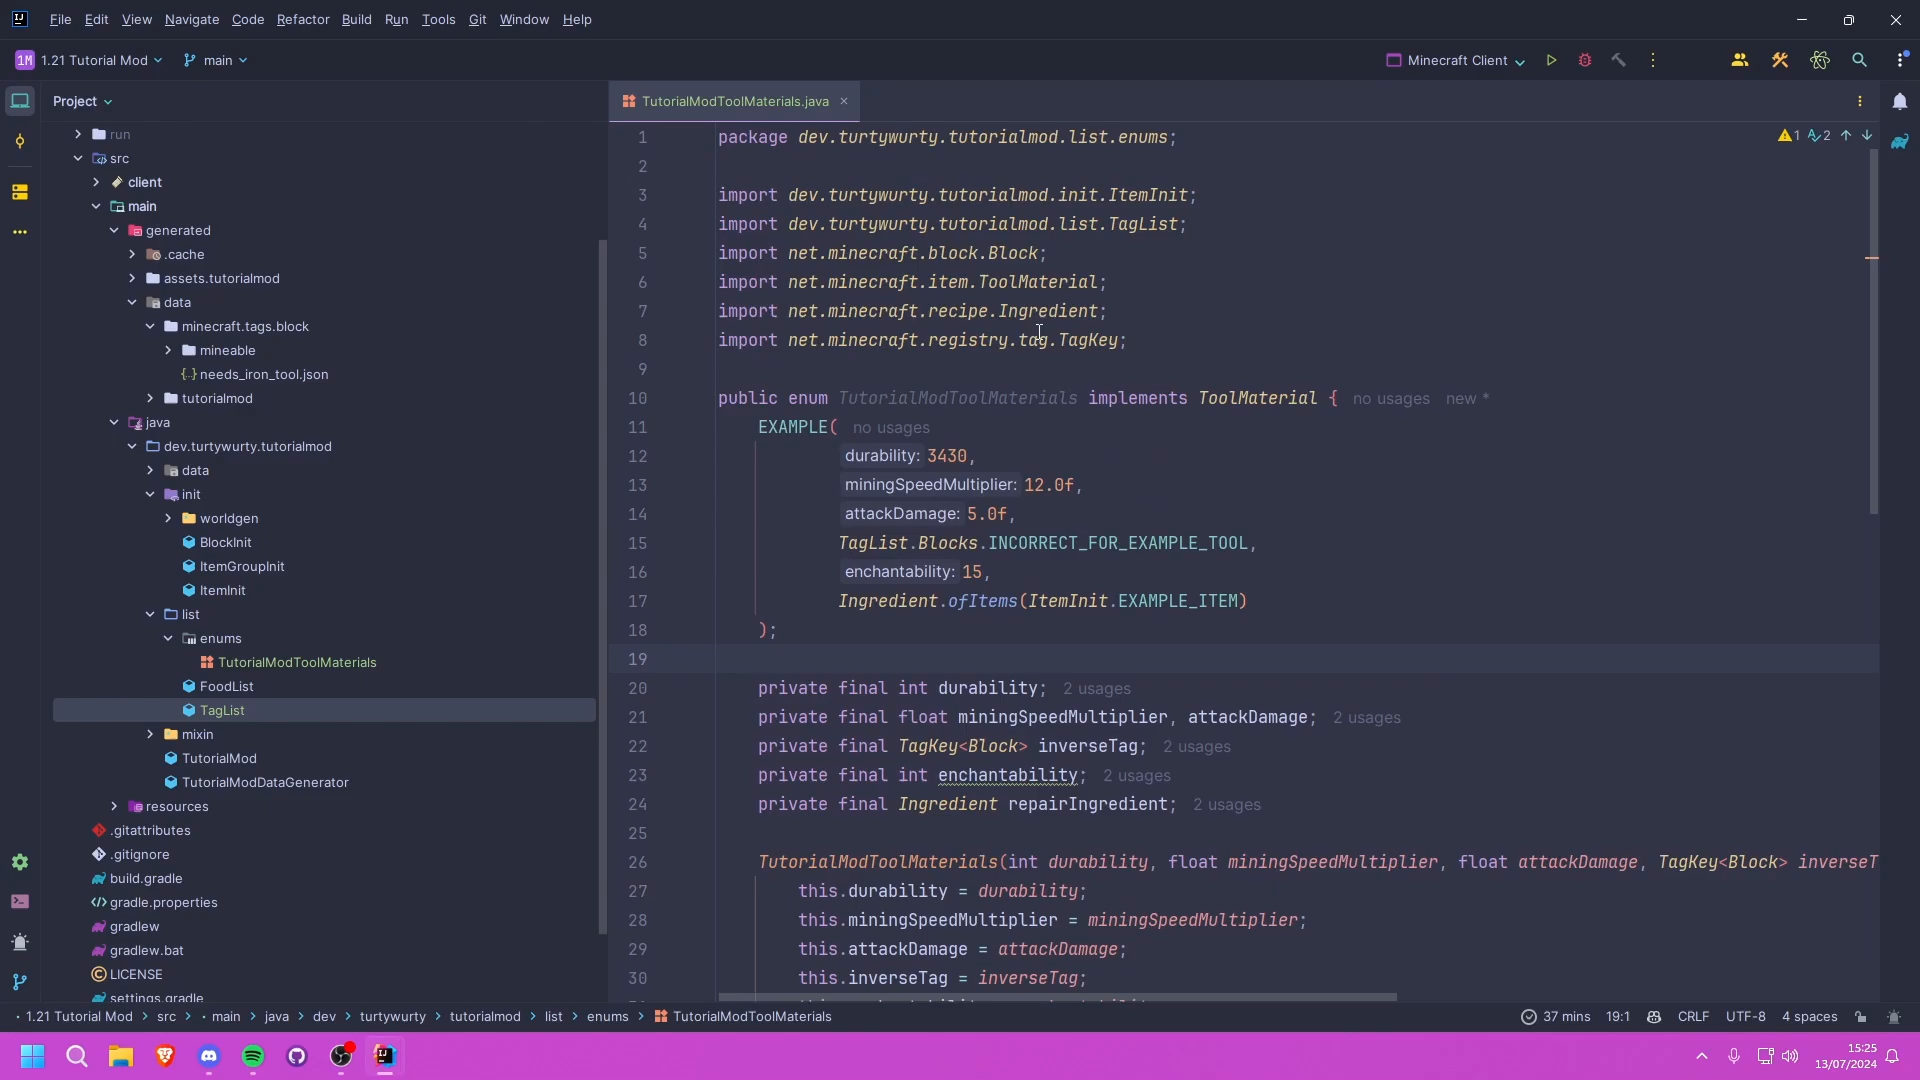 File Edit View Navigate Code Refactor Build Run Tools Git Window Help
1M 1.21 Tutorial Mod main Minecraft Client
Project
run
src
client
main
generated
.cache
assets.tutorialmod
data
minecraft.tags.block
mineable
needs_iron_tool.json
tutorialmod
java
dev.turtywurty.tutorialmod
data
init
worldgen
BlockInit
ItemGroupInit
ItemInit
list
enums
TutorialModToolMaterials
FoodList
TagList
mixin
TutorialMod
TutorialModDataGenerator
resources
.gitattributes
.gitignore
build.gradle
gradle.properties
gradlew
gradlew.bat
LICENSE
settings.gradle
TutorialModToolMaterials.java
1 2
1 package dev.turtywurty.tutorialmod.list.enums;
2
3 import dev.turtywurty.tutorialmod.init.ItemInit;
4 import dev.turtywurty.tutorialmod.list.TagList;
5 import net.minecraft.block.Block;
6 import net.minecraft.item.ToolMaterial;
7 import net.minecraft.recipe.Ingredient;
8 import net.minecraft.registry.tag.TagKey;
9
10 public enum TutorialModToolMaterials implements ToolMaterial { no usages new *
11 EXAMPLE( no usages
12 durability: 3430,
13 miningSpeedMultiplier: 12.0f,
14 attackDamage: 5.0f,
15 TagList.Blocks.INCORRECT_FOR_EXAMPLE_TOOL,
16 enchantability: 15,
17 Ingredient.ofItems(ItemInit.EXAMPLE_ITEM)
18 );
19
20 private final int durability; 2 usages
21 private final float miningSpeedMultiplier, attackDamage; 2 usages
22 private final TagKey<Block> inverseTag; 2 usages
23 private final int enchantability; 2 usages
24 private final Ingredient repairIngredient; 2 usages
25
26 TutorialModToolMaterials(int durability, float miningSpeedMultiplier, float attackDamage, TagKey<Block> inverseT
27 this.durability = durability;
28 this.miningSpeedMultiplier = miningSpeedMultiplier;
29 this.attackDamage = attackDamage;
30 this.inverseTag = inverseTag;
1.21 Tutorial Mod > src > main > java > dev > turtywurty > tutorialmod > list > enums > TutorialModToolMaterials 37 mins 19:1 CRLF UTF-8 4 spaces
15:25
13/07/2024